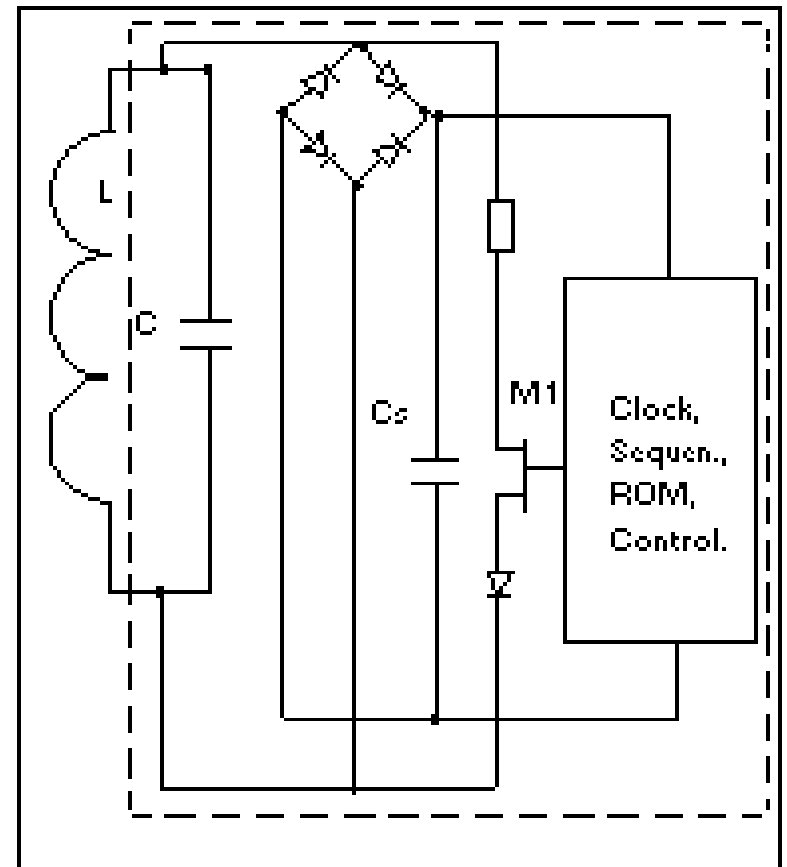 L
C
Cs
M1
Clock,
Sequen.,
ROM,
Control.